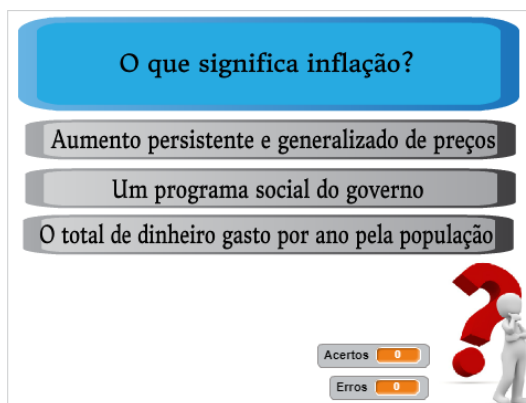 O que significa inflação?
Aumento persistente e generalizado de preços
Um programa social do governo
O total de dinheiro gasto por ano pela população
Acertos 0
Erros 0